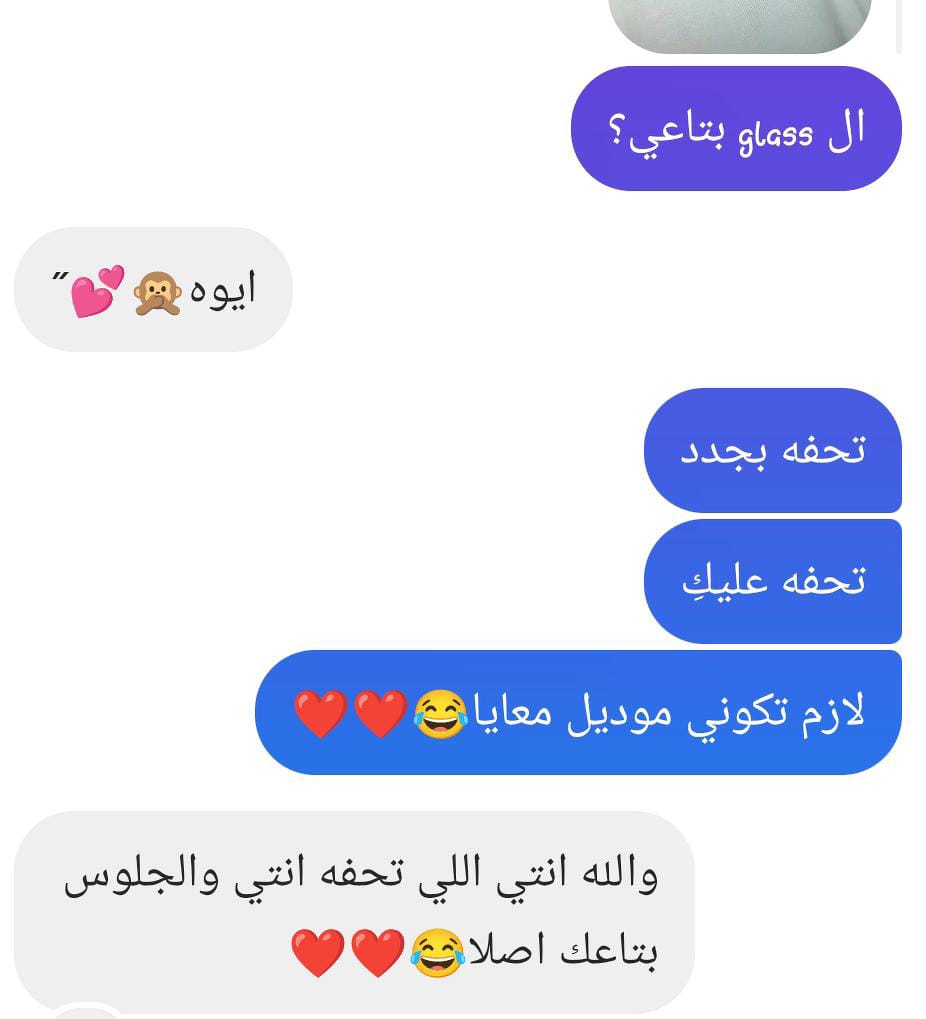 ال glass بتاعي؟
ايوه🙊💕˝
تحفه بجدد
تحفه عليكِ
لازم تكوني موديل معايا😂❤️❤️
والله انتي اللي تحفه انتي والجلوس
بتاعك اصلا😂❤️❤️